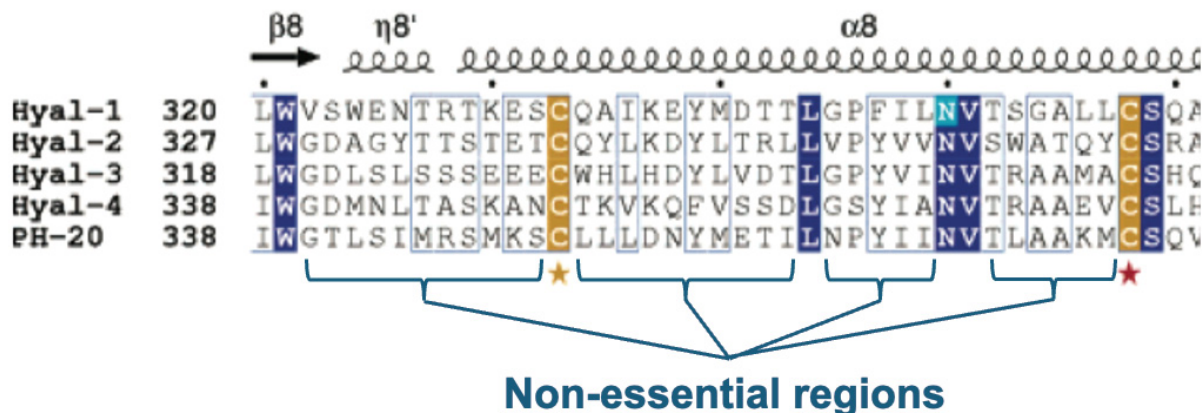 β8 η8' α8
Hyal-1 320 LWVSWENTRTKESCQAIKEYMDTTLGPFILNVTSGALLCSQA
Hyal-2 327 LWGDAGYTTSTETCQYLKDYLTRLLVPYVVNVSWATQYCSRA
Hyal-3 318 LWGDLSLSSSEEECWHLHDYLVDTLGPYVINVTRAAMACSHQ
Hyal-4 338 IWGDMNLTASKANCTKVKQFVSSDLGSYIANVTRAAEVCSLH
PH-20 338 IWGTLSIMRSMKSCLLLDNYMETILNPYIINVTLAAKMCSQV
Non-essential regions